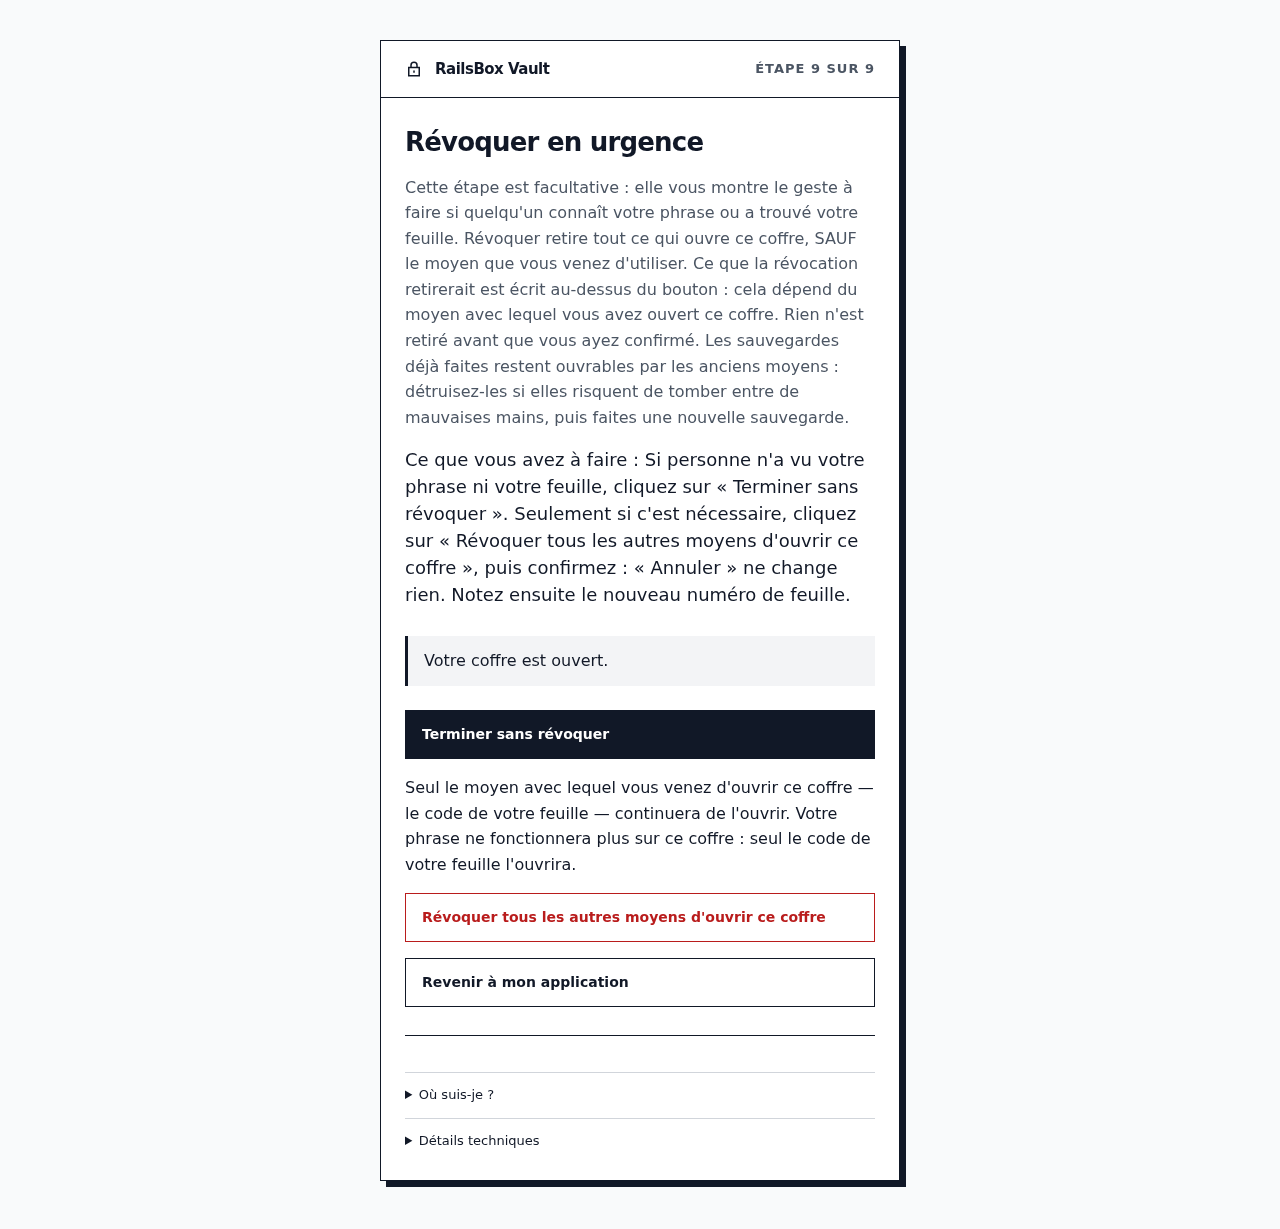 RailsBox Vault
ÉTAPE 9 SUR 9
Révoquer en urgence
Cette étape est facultative : elle vous montre le geste à
faire si quelqu'un connaît votre phrase ou a trouvé votre
feuille. Révoquer retire tout ce qui ouvre ce coffre, SAUF
le moyen que vous venez d'utiliser. Ce que la révocation
retirerait est écrit au-dessus du bouton : cela dépend du
moyen avec lequel vous avez ouvert ce coffre. Rien n'est
retiré avant que vous ayez confirmé. Les sauvegardes
déjà faites restent ouvrables par les anciens moyens :
détruisez-les si elles risquent de tomber entre de
mauvaises mains, puis faites une nouvelle sauvegarde.
Ce que vous avez à faire : Si personne n'a vu votre
phrase ni votre feuille, cliquez sur « Terminer sans
révoquer ». Seulement si c'est nécessaire, cliquez
sur « Révoquer tous les autres moyens d'ouvrir ce
coffre », puis confirmez : « Annuler » ne change
rien. Notez ensuite le nouveau numéro de feuille.
Votre coffre est ouvert.
Terminer sans révoquer
Seul le moyen avec lequel vous venez d'ouvrir ce coffre —
le code de votre feuille — continuera de l'ouvrir. Votre
phrase ne fonctionnera plus sur ce coffre : seul le code de
votre feuille l'ouvrira.
Révoquer tous les autres moyens d'ouvrir ce coffre
Revenir à mon application
Où suis-je ?
Détails techniques